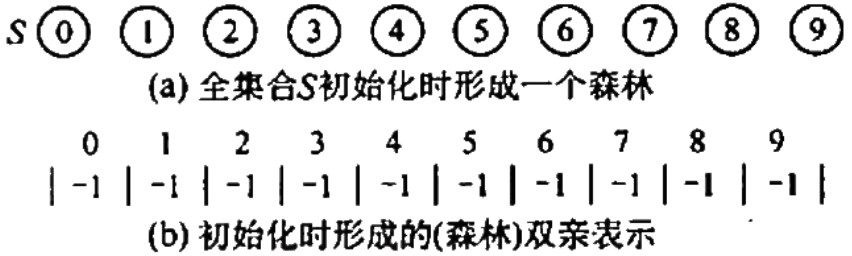 S 0 1 2 3 4 5 6 7 8 9
(a) 全集合S初始化时形成一个森林
0 1 2 3 4 5 6 7 8 9
| -1 | -1 | -1 | -1 | -1 | -1 | -1 | -1 | -1 | -1 |
(b) 初始化时形成的(森林)双亲表示